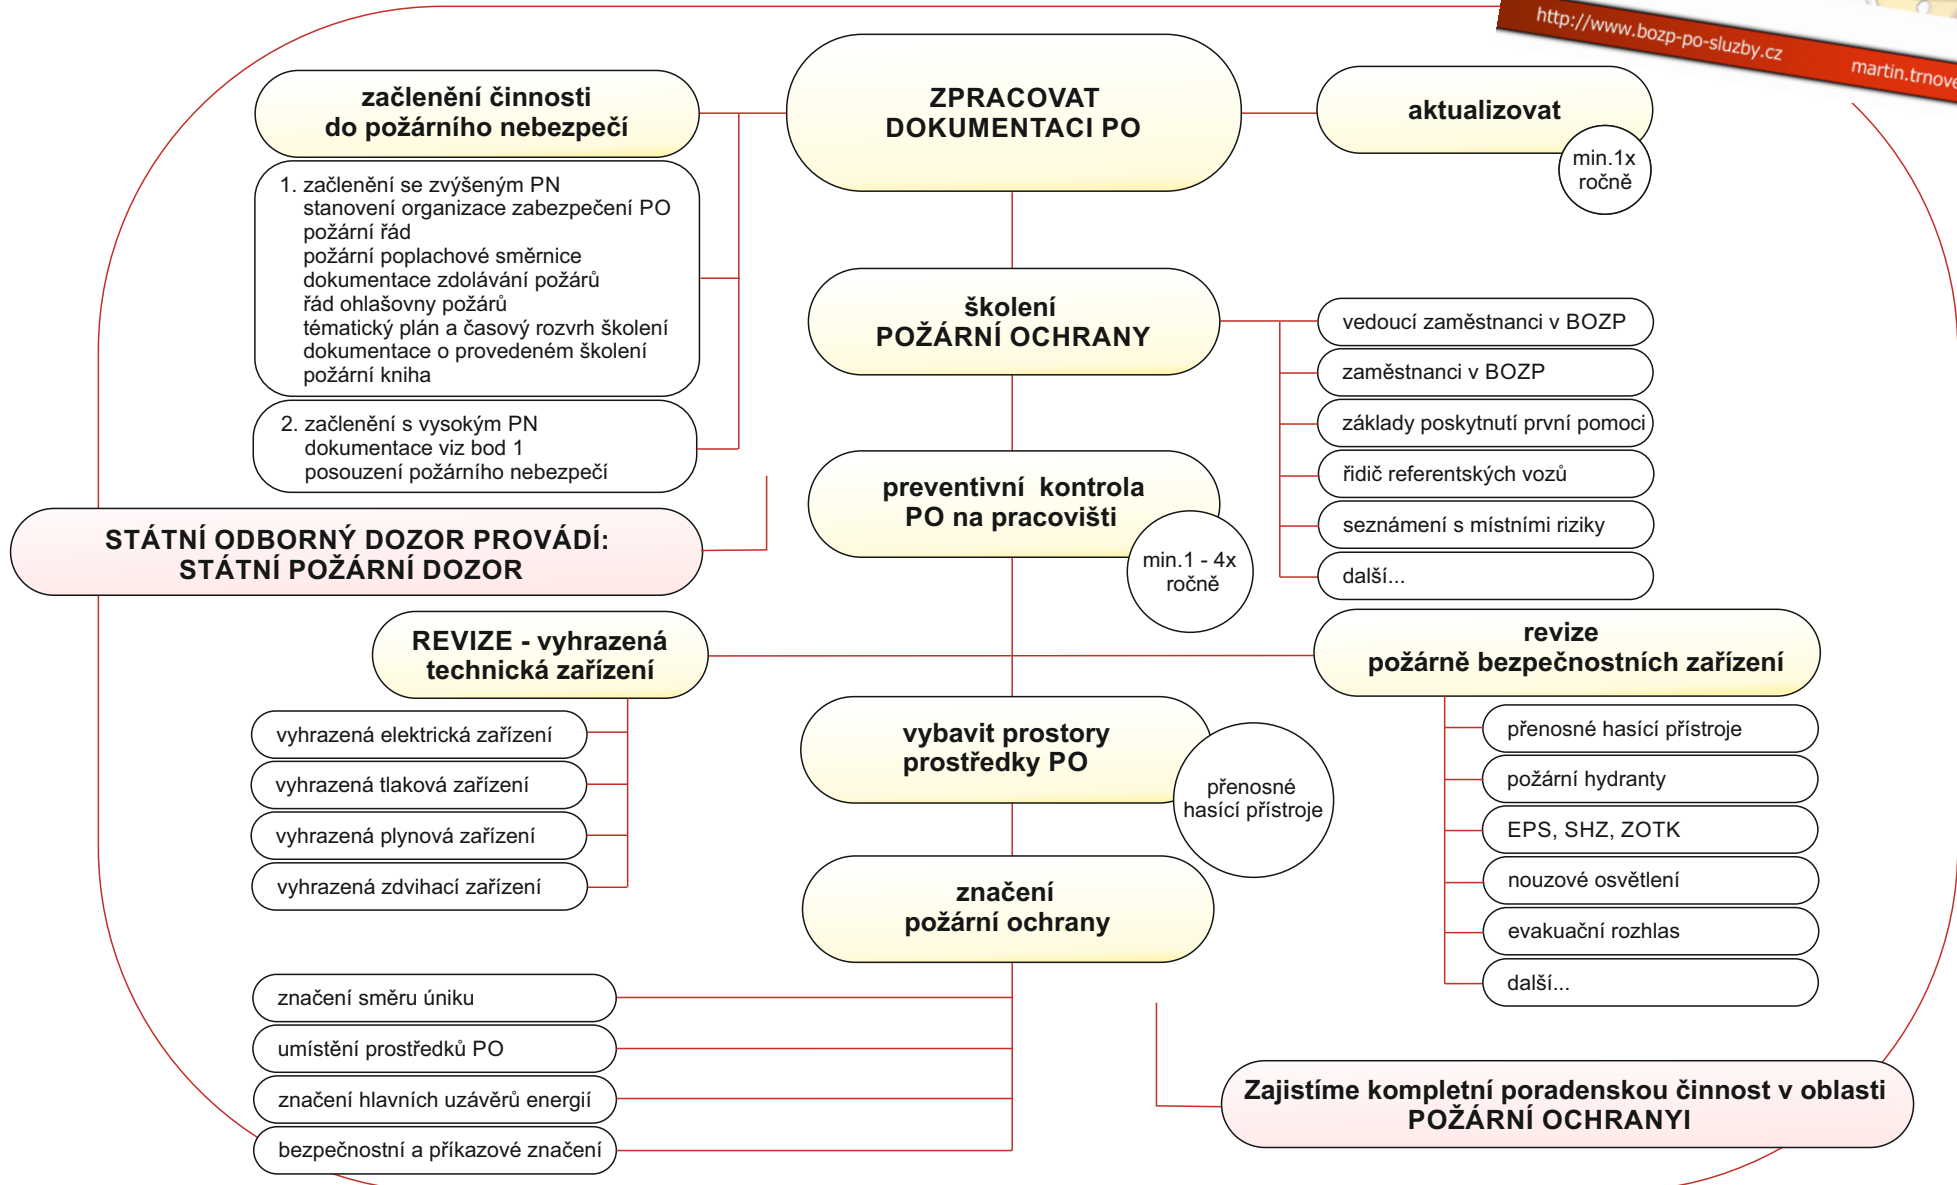 http://www.bozp-po-sluzby.cz
začlenění činnosti
do požárního nebezpečí
ZPRACOVAT
DOKUMENTACI PO
aktualizovat
min.1x
ročně
1. začlenění se zvýšeným PN
stanovení organizace zabezpečení PO
požární řád
požární poplachové směrnice
dokumentace zdolávání požárů
řád ohlašovny požárů
tématický plán a časový rozvrh školení
dokumentace o provedeném školení
požární kniha
2. začlenění s vysokým PN
dokumentace viz bod 1
posouzení požárního nebezpečí
školení
POŽÁRNÍ OCHRANY
vedoucí zaměstnanci v BOZP
zaměstnanci v BOZP
základy poskytnutí první pomoci
řidič referentských vozů
seznámení s místními riziky
další...
preventivní kontrola
PO na pracovišti
min.1 - 4x
ročně
STÁTNÍ ODBORNÝ DOZOR PROVÁDÍ:
STÁTNÍ POŽÁRNÍ DOZOR
REVIZE - vyhrazená
technická zařízení
vyhrazená elektrická zařízení
vyhrazená tlaková zařízení
vyhrazená plynová zařízení
vyhrazená zdvihací zařízení
revize
požárně bezpečnostních zařízení
přenosné hasící přístroje
požární hydranty
EPS, SHZ, ZOTK
nouzové osvětlení
evakuační rozhlas
další...
vybavit prostory
prostředky PO
přenosné
hasící přístroje
značení
požární ochrany
značení směru úniku
umístění prostředků PO
značení hlavních uzávěrů energií
bezpečnostní a příkazové značení
Zajistíme kompletní poradenskou činnost v oblasti
POŽÁRNÍ OCHRANYI